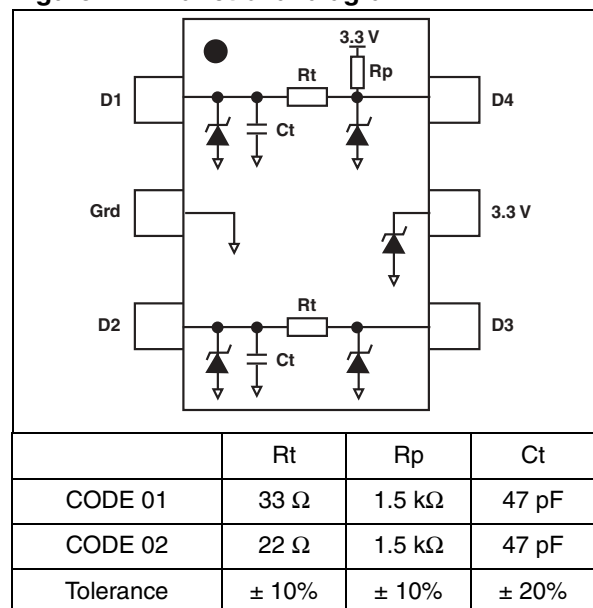 3.3 V
Rt
Rp
D1
D4
Ct
Grd
3.3 V
Rt
D2
D3
Ct
Rt Rp Ct
CODE 01 33 Ω 1.5 kΩ 47 pF
CODE 02 22 Ω 1.5 kΩ 47 pF
Tolerance ± 10% ± 10% ± 20%